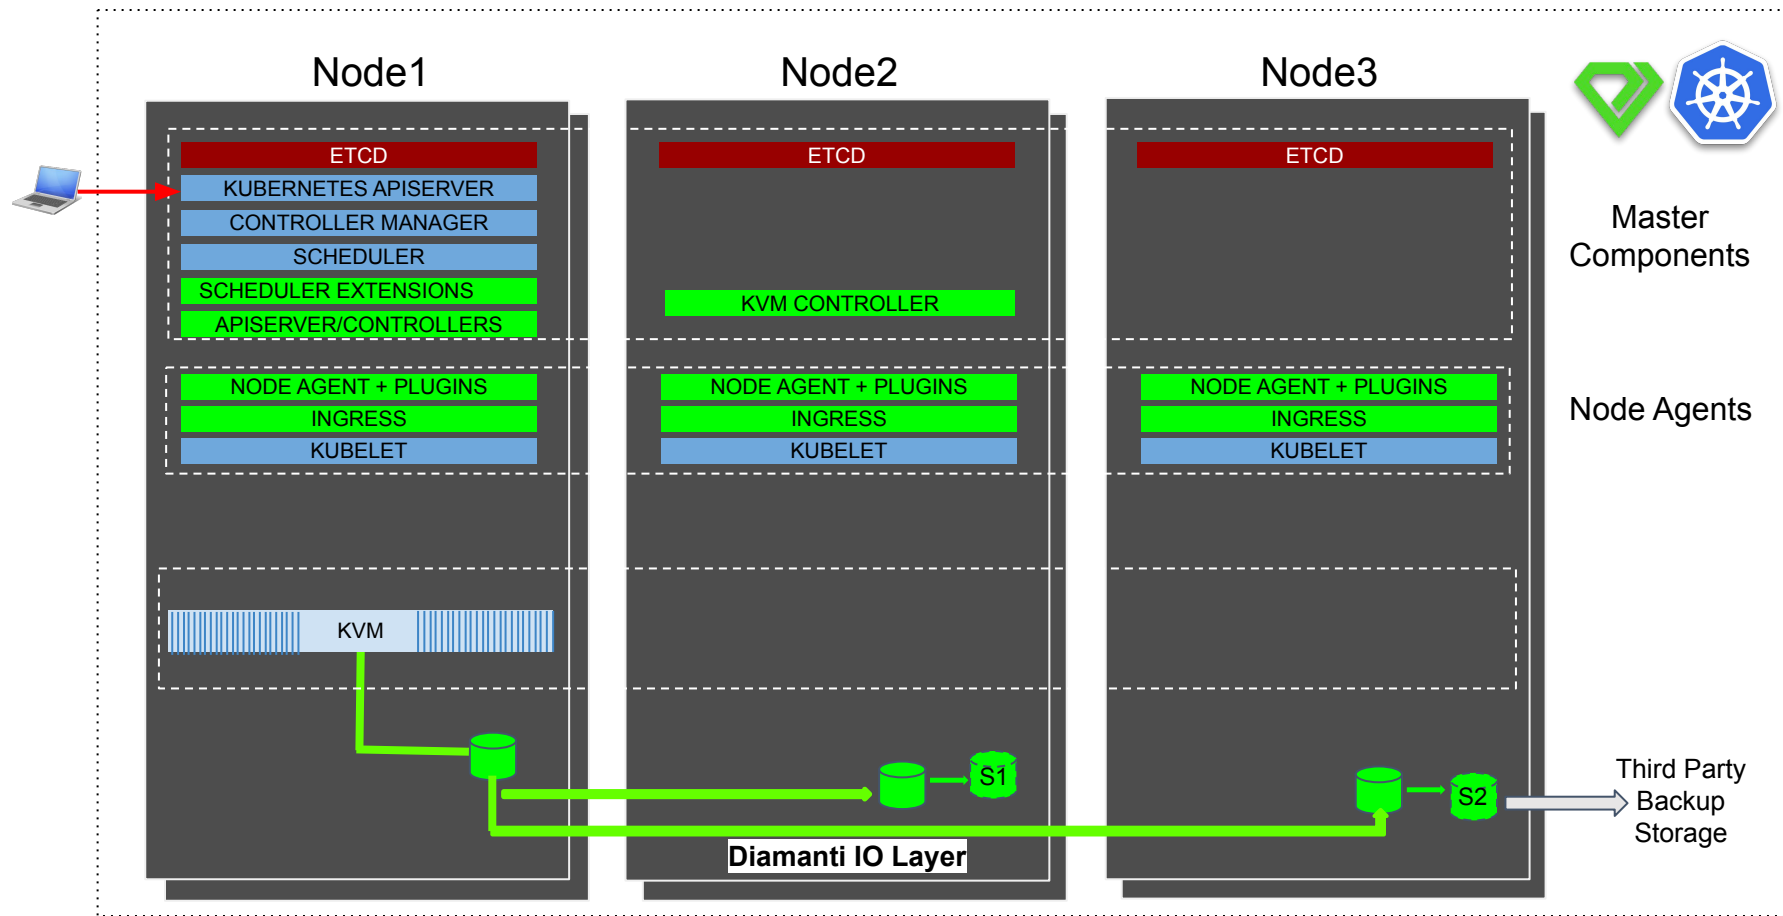 Node1
Node2
Node3
ETCD
ETCD
ETCD
KUBERNETES APISERVER
CONTROLLER MANAGER
SCHEDULER
SCHEDULER EXTENSIONS
KVM CONTROLLER
APISERVER/CONTROLLERS
Master
Components
NODE AGENT + PLUGINS
NODE AGENT + PLUGINS
NODE AGENT + PLUGINS
INGRESS
INGRESS
INGRESS
KUBELET
KUBELET
KUBELET
Node Agents
KVM
S1
S2
Third Party
Backup
Storage
Diamanti IO Layer